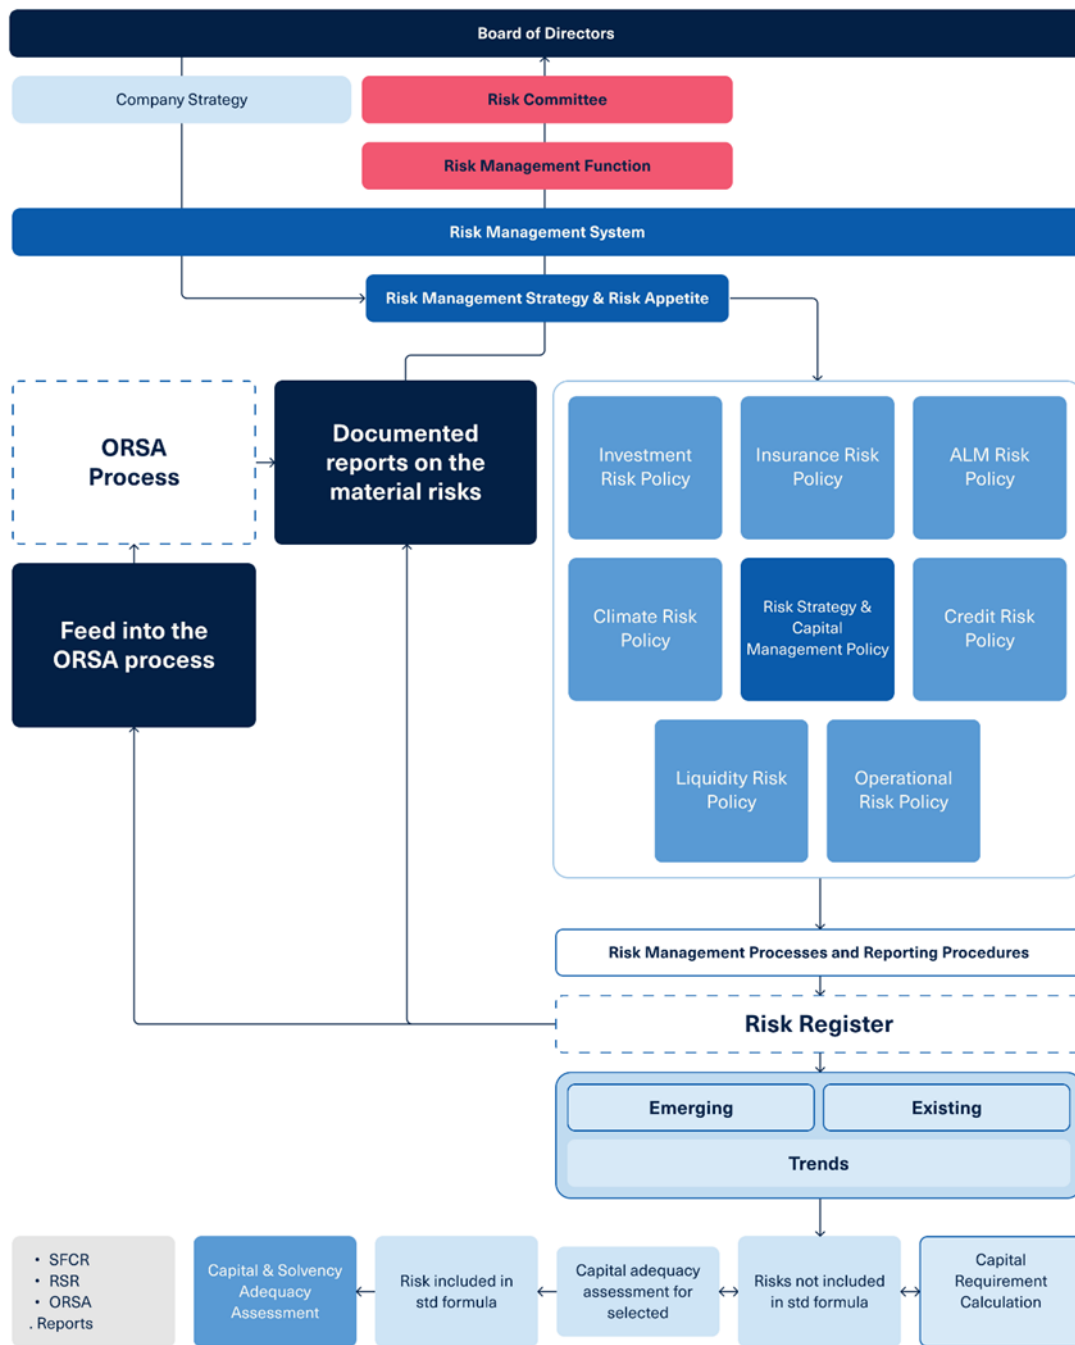 Board of Directors
Company Strategy
Risk Committee
Risk Management Function
Risk Management System
Risk Management Strategy & Risk Appetite
ORSA
Process
Documented
reports on the
material risks
Investment
Risk Policy
Insurance Risk
Policy
ALM Risk
Policy
Feed into the
ORSA process
Climate Risk
Policy
Risk Strategy &
Capital
Management Policy
Credit Risk
Policy
Liquidity Risk
Policy
Operational
Risk Policy
Risk Management Processes and Reporting Procedures
Risk Register
Emerging
Existing
Trends
• SFCR
• RSR
• ORSA
. Reports
Capital & Solvency
Adequacy
Assessment
Risk included in
std formula
Capital adequacy
assessment for
selected
Risks not included
in std formula
Capital
Requirement
Calculation